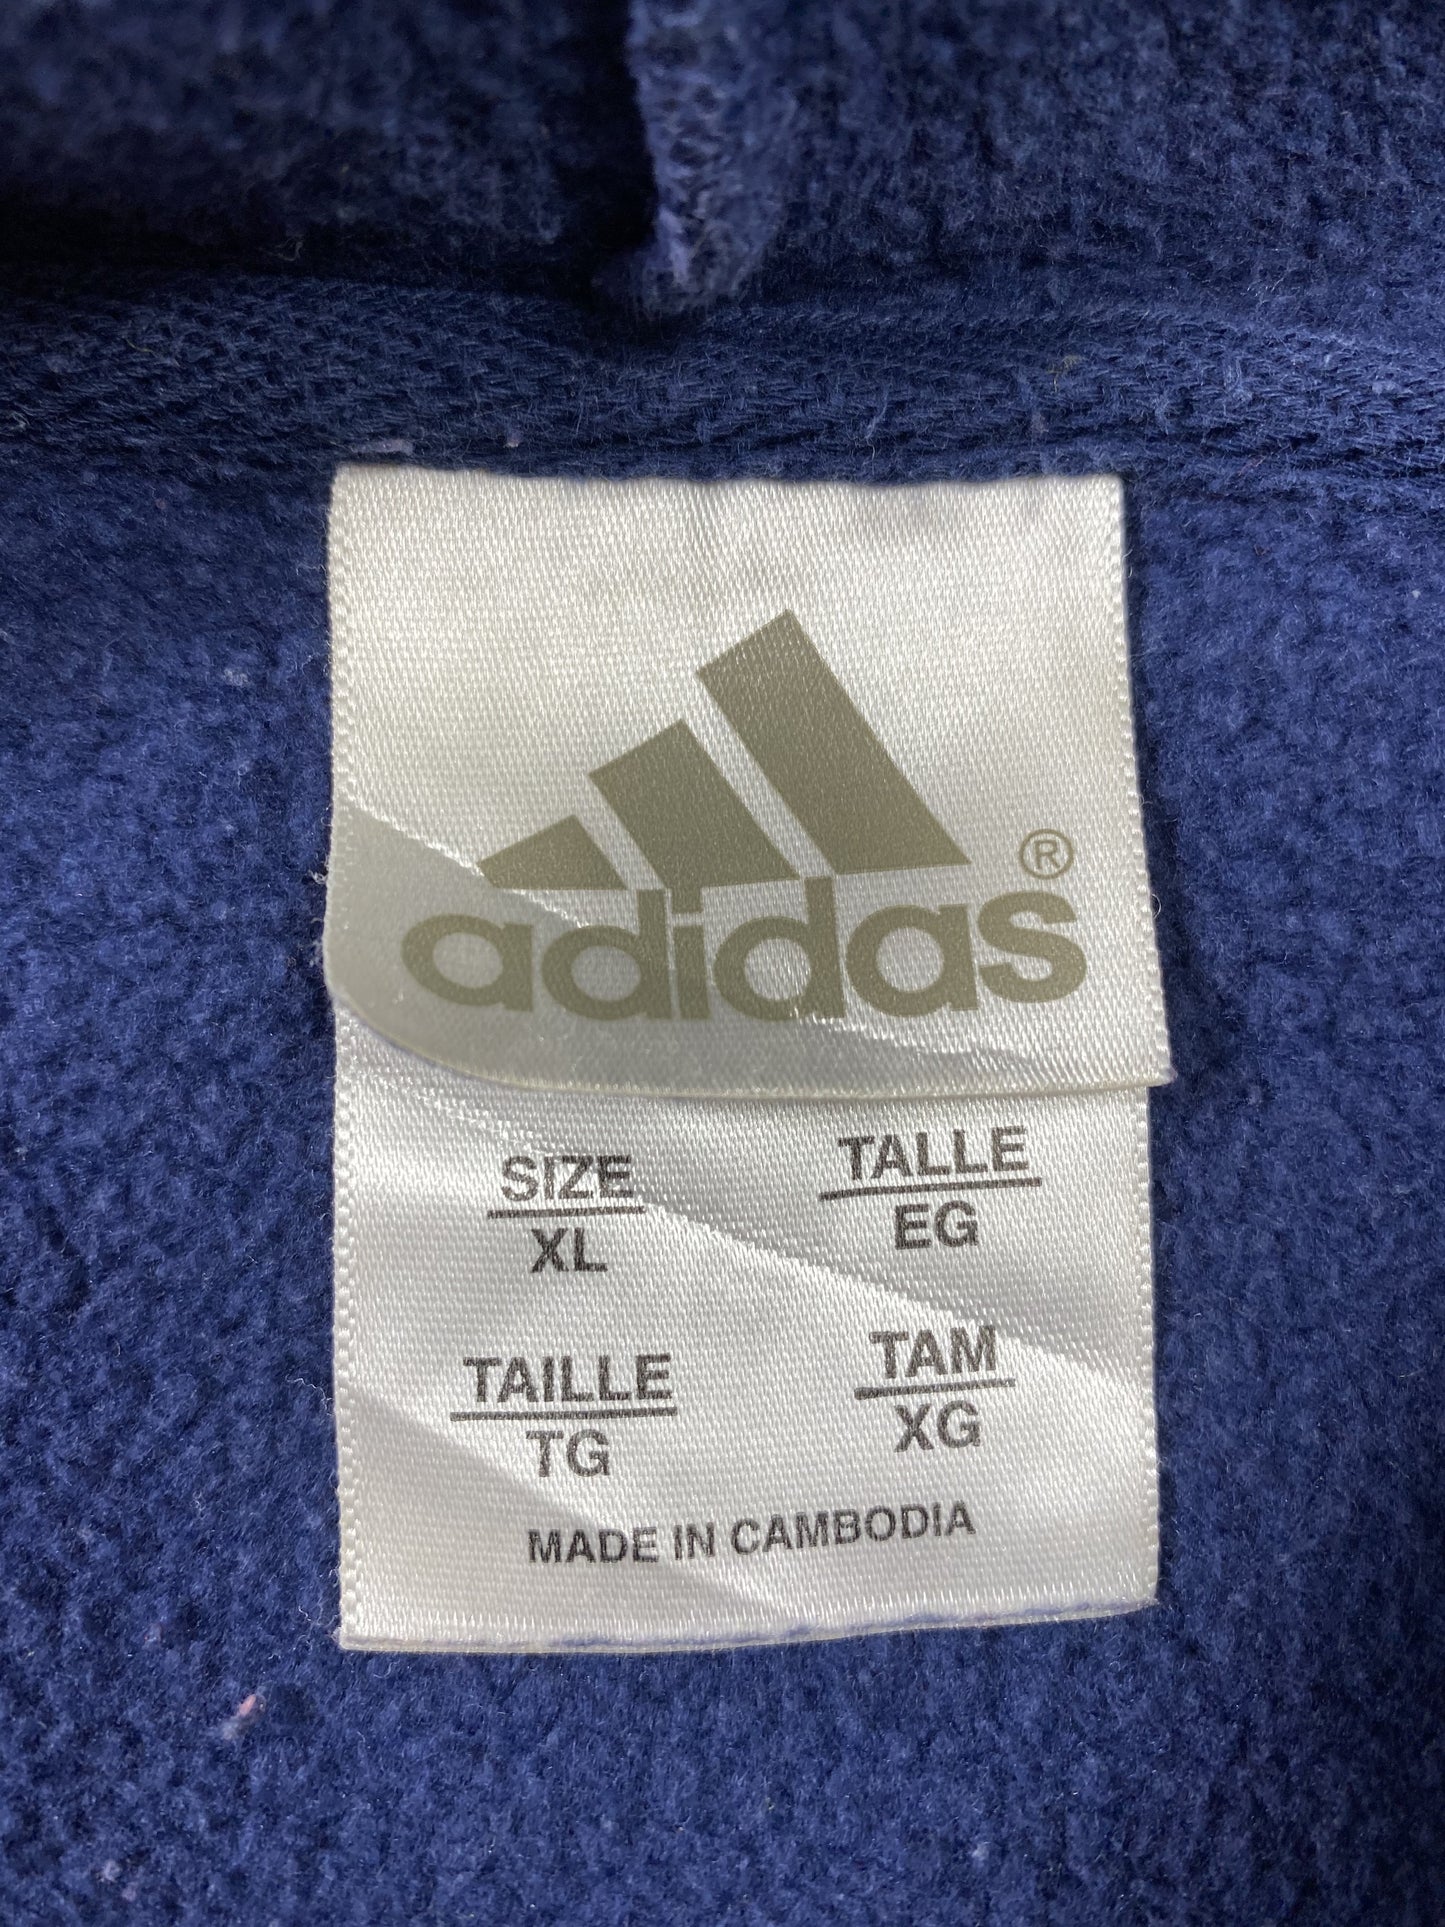 adidas®
SIZE TALLE
XL EG
TAILLE TAM
TG XG
MADE IN CAMBODIA